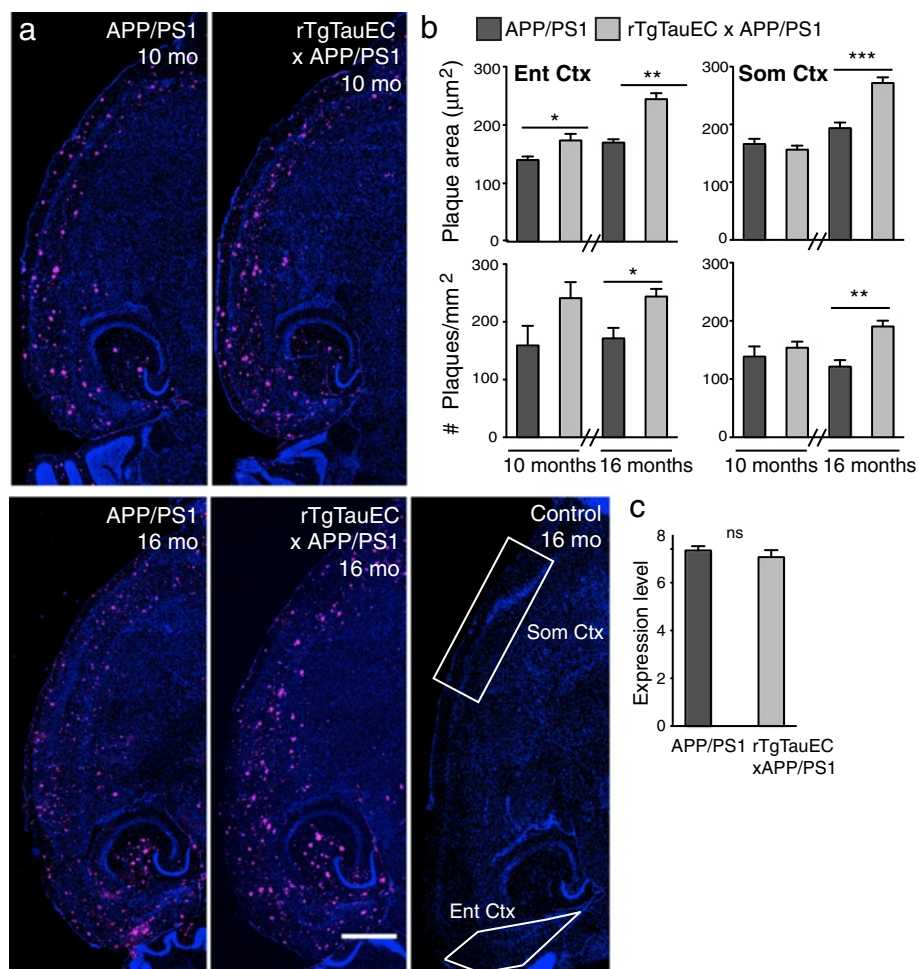 a
APP/PS1
10 mo
rTgTauEC
x APP/PS1
10 mo
APP/PS1
16 mo
rTgTauEC
x APP/PS1
16 mo
Control
16 mo
Som Ctx
Ent Ctx
b
APP/PS1
rTgTauEC x APP/PS1
Plaque area (µm2)
300
200
100
0
Ent Ctx
*
**
300
200
100
0
Som Ctx
***
# Plaques/mm2
300
200
100
0
*
10 months
16 months
300
200
100
0
**
10 months
16 months
c
Expression level
8
6
4
2
0
ns
APP/PS1
rTgTauEC
xAPP/PS1